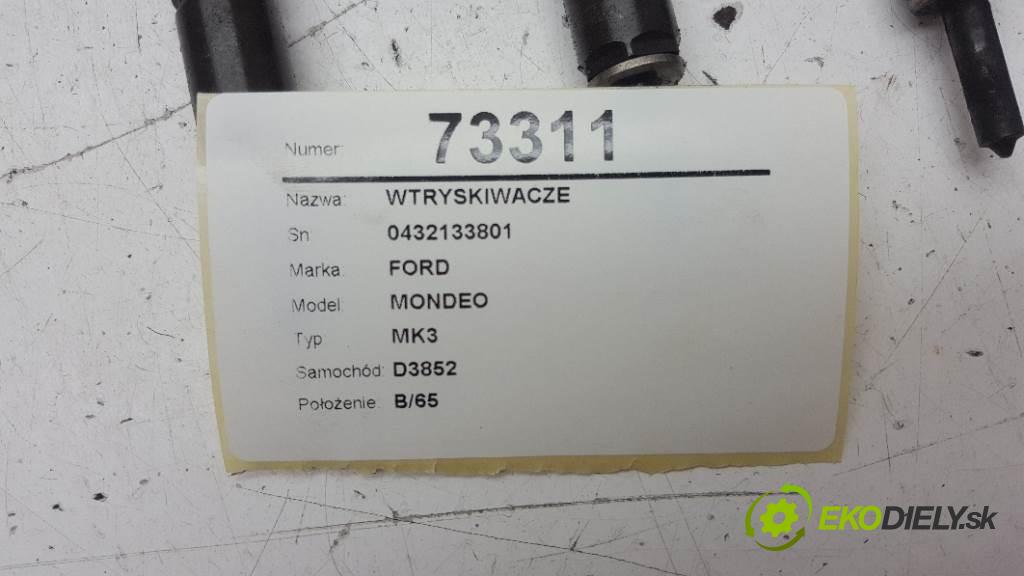 Numer: 73311
Nazwa: WTRYSKIWACZE
Sn 0432133801
Marka: FORD
Model: MONDEO
Typ MK3
Samochód: D3852
Położenie: B/65
EKODIELY.sk